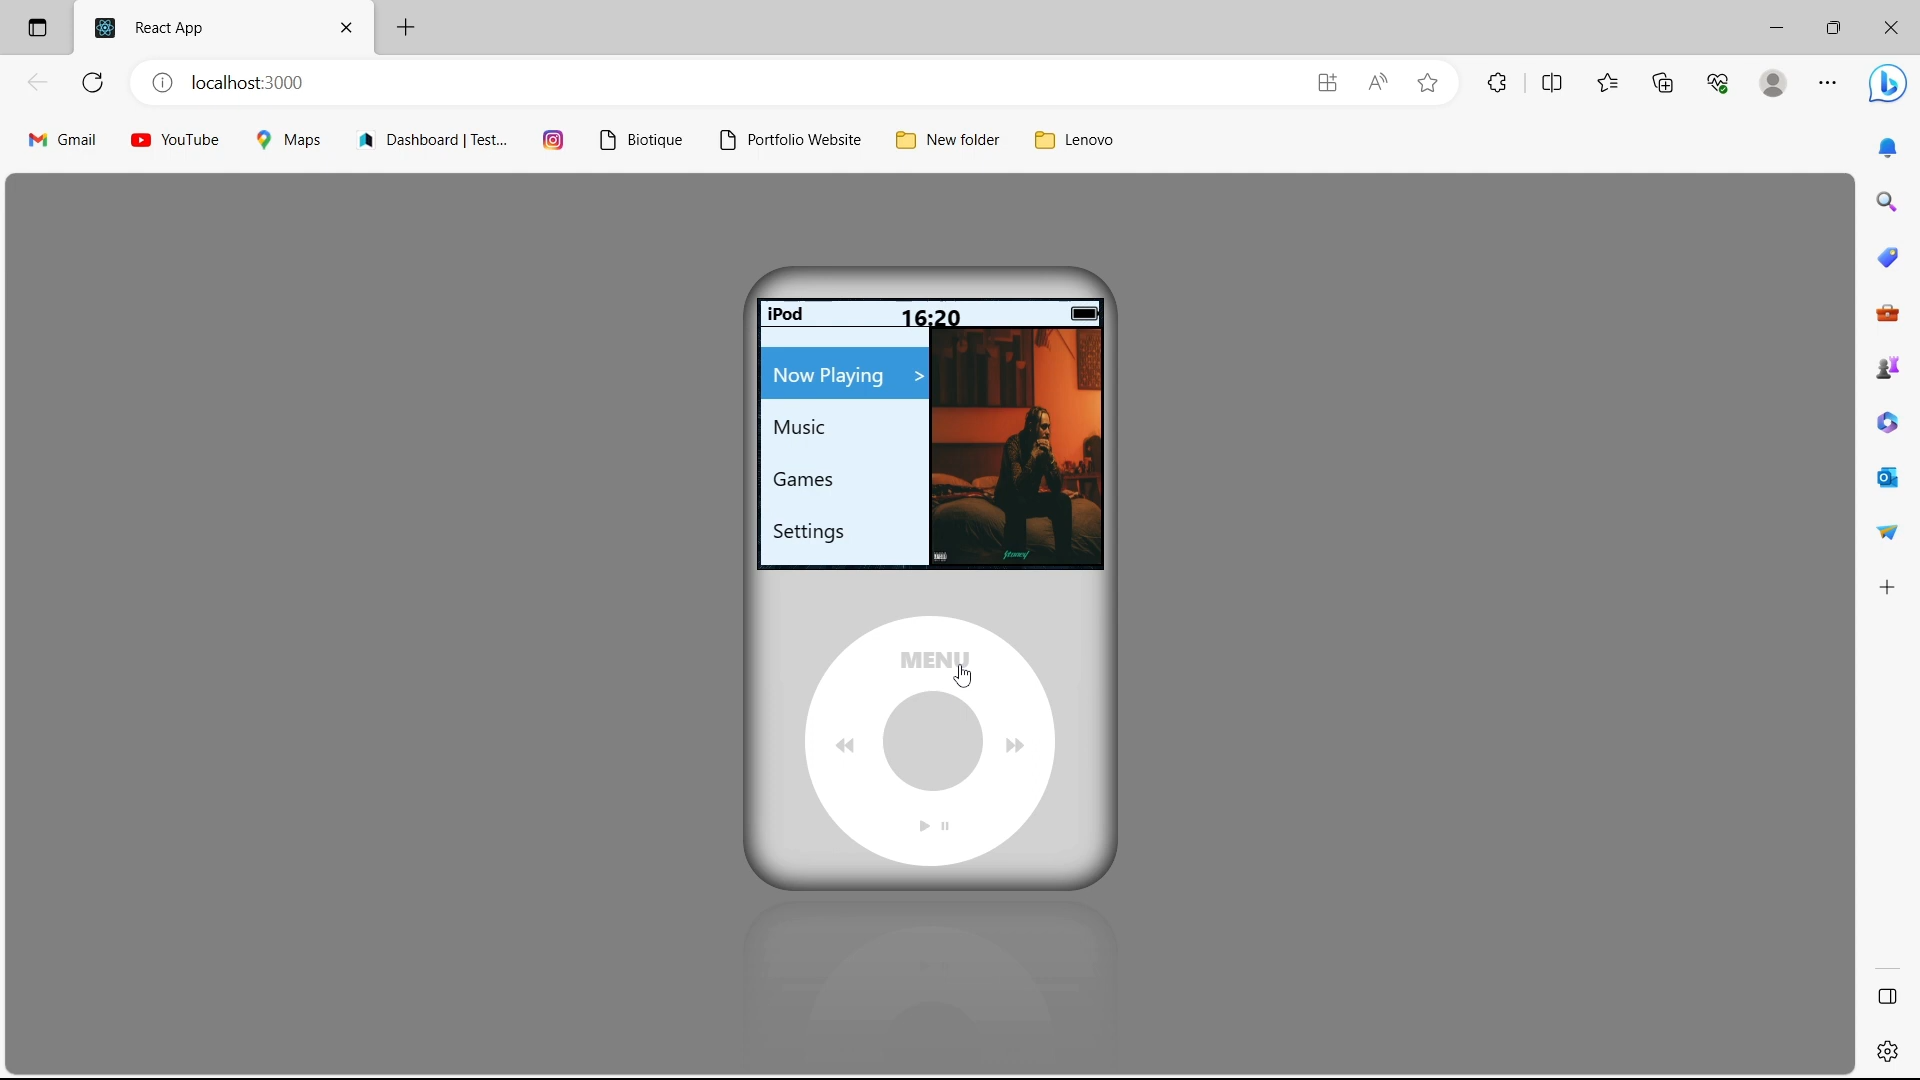 React App
localhost:3000
Gmail YouTube Maps Dashboard | Test... Biotique Portfolio Website New folder Lenovo
iPod 16:20
Now Playing >
Music
Games
Settings
Stoney
MENU